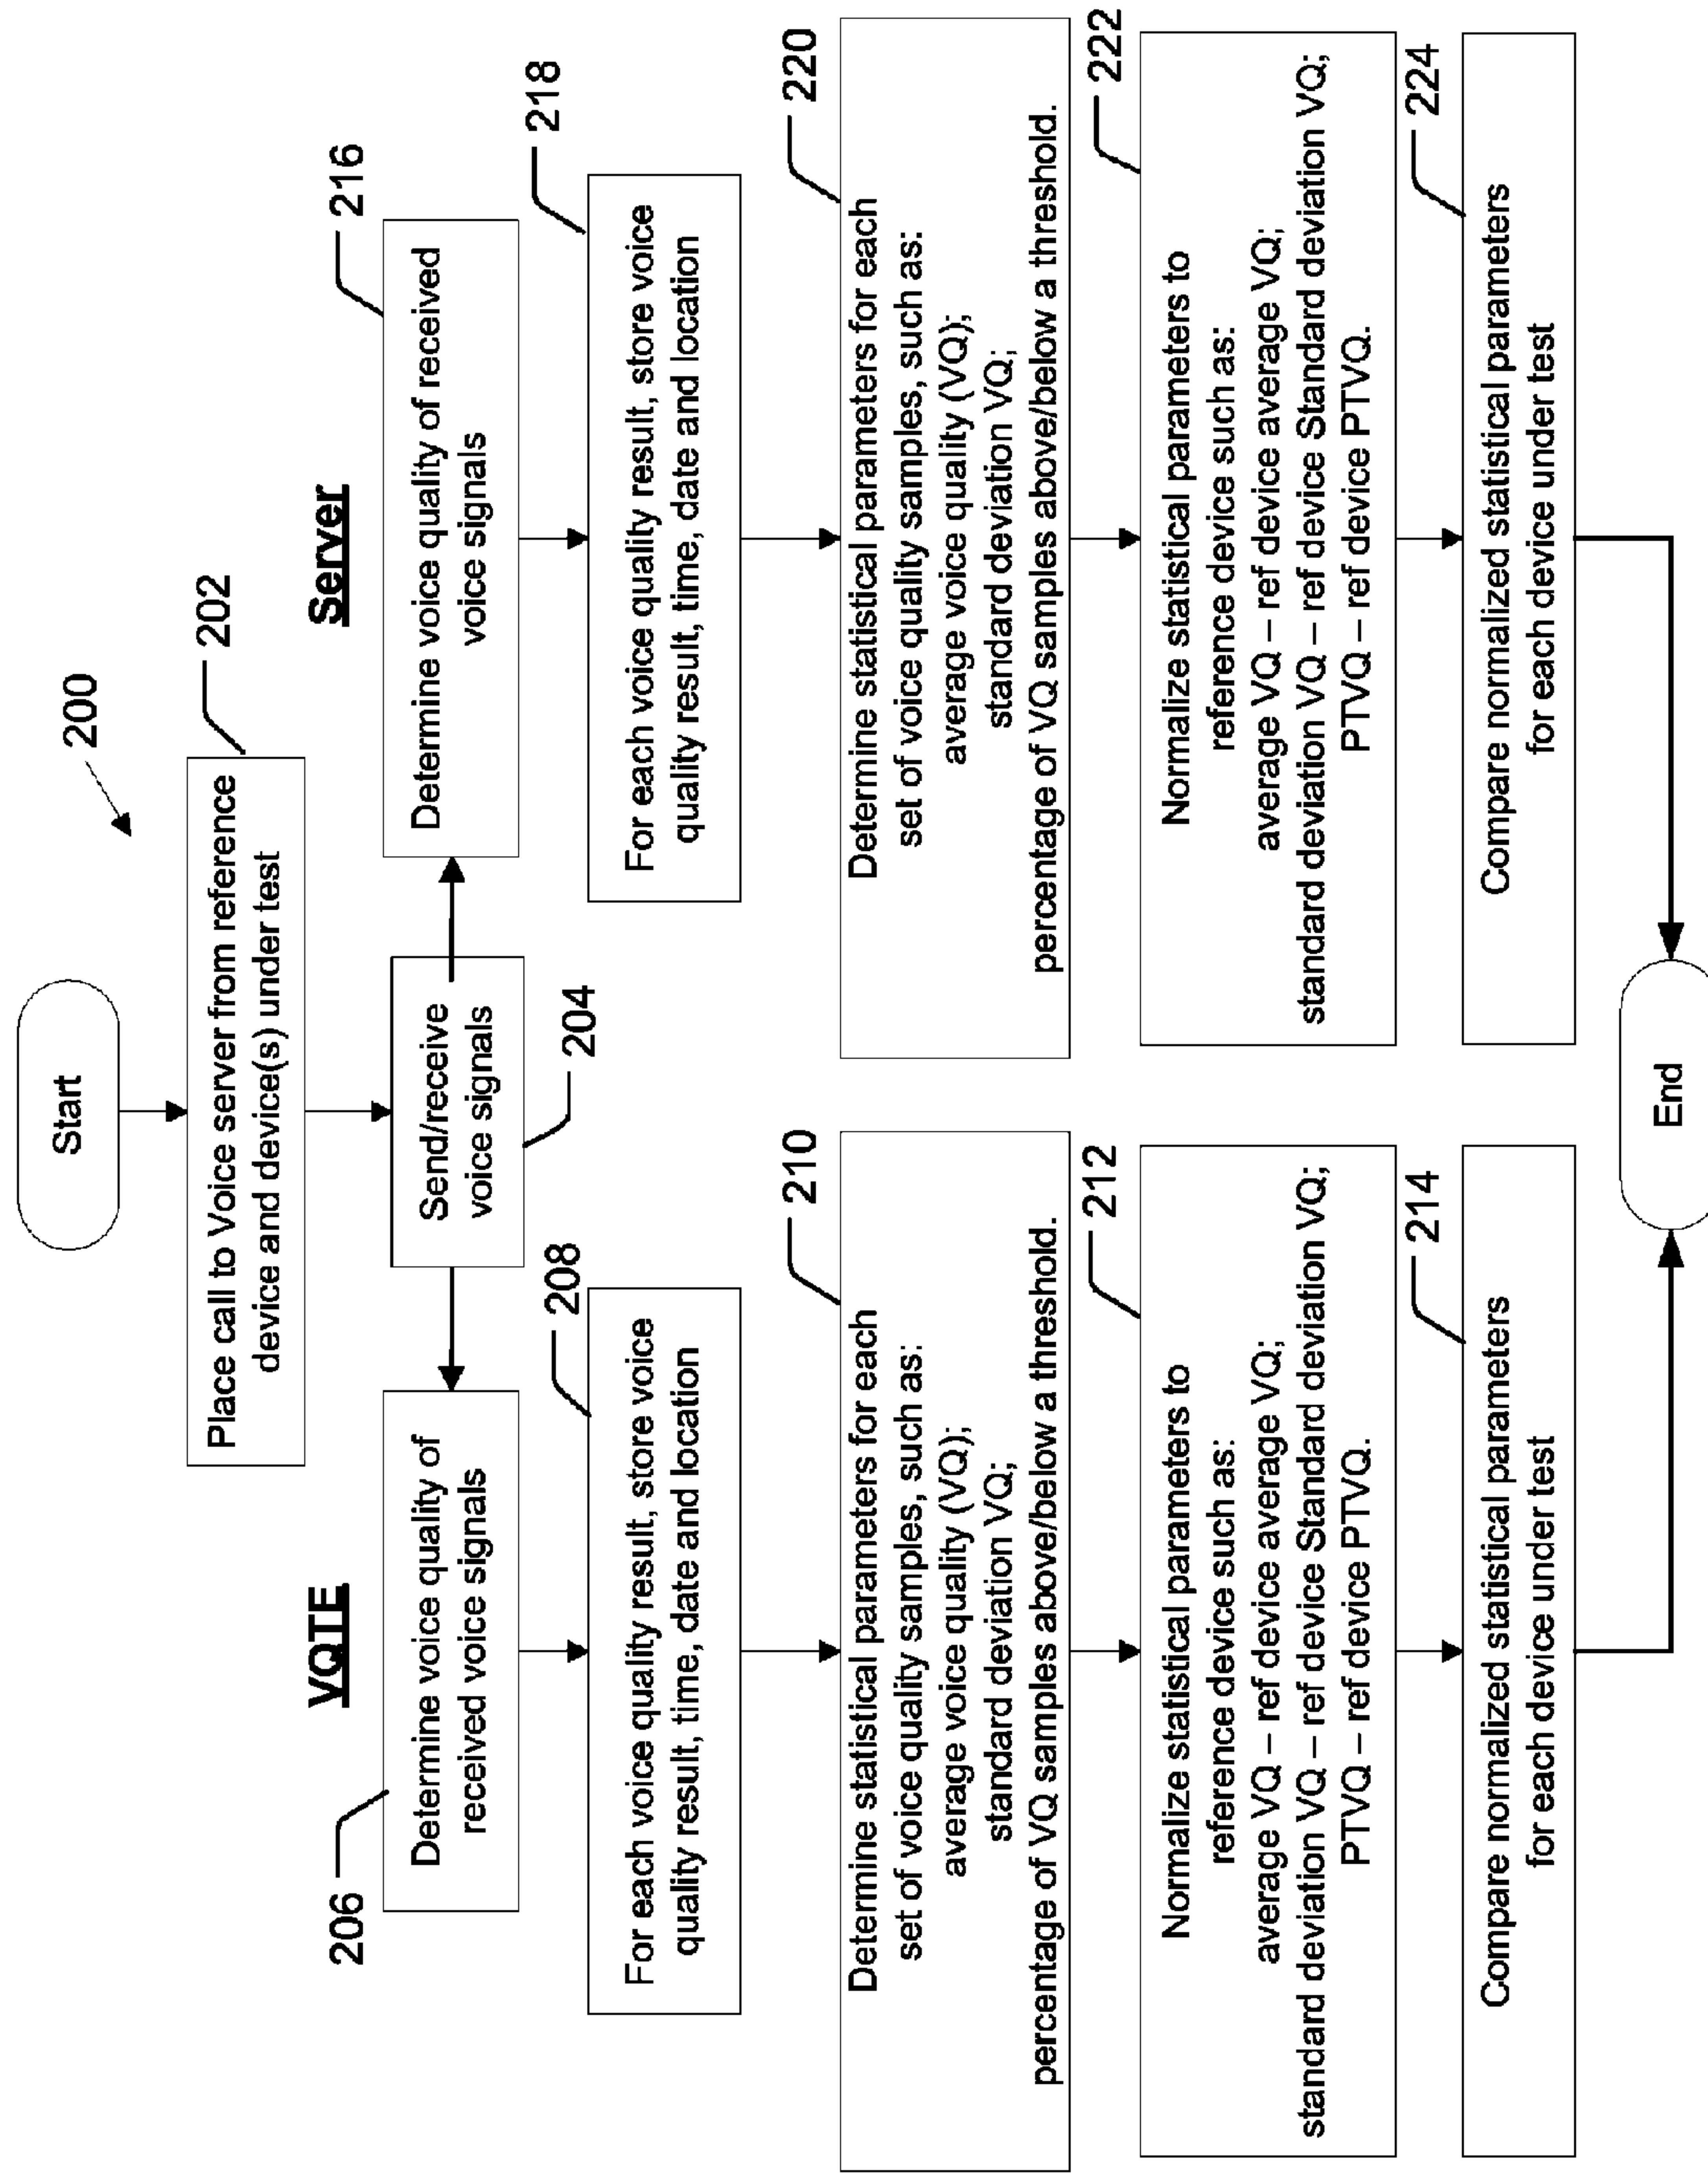 Start
200
202
Place call to Voice server from reference
device and device(s) under test
Send/receive
voice signals
204
VQTE
206
Determine voice quality of
received voice signals
208
For each voice quality result, store voice
quality result, time, date and location
210
Determine statistical parameters for each
set of voice quality samples, such as:
average voice quality (VQ);
standard deviation VQ;
percentage of VQ samples above/below a threshold.
212
Normalize statistical parameters to
reference device such as:
average VQ – ref device average VQ;
standard deviation VQ – ref device Standard deviation VQ;
PTVQ – ref device PTVQ.
214
Compare normalized statistical parameters
for each device under test
Server
216
Determine voice quality of received
voice signals
218
For each voice quality result, store voice
quality result, time, date and location
220
Determine statistical parameters for each
set of voice quality samples, such as:
average voice quality (VQ);
standard deviation VQ;
percentage of VQ samples above/below a threshold.
222
Normalize statistical parameters to
reference device such as:
average VQ – ref device average VQ;
standard deviation VQ – ref device Standard deviation VQ;
PTVQ – ref device PTVQ.
224
Compare normalized statistical parameters
for each device under test
End